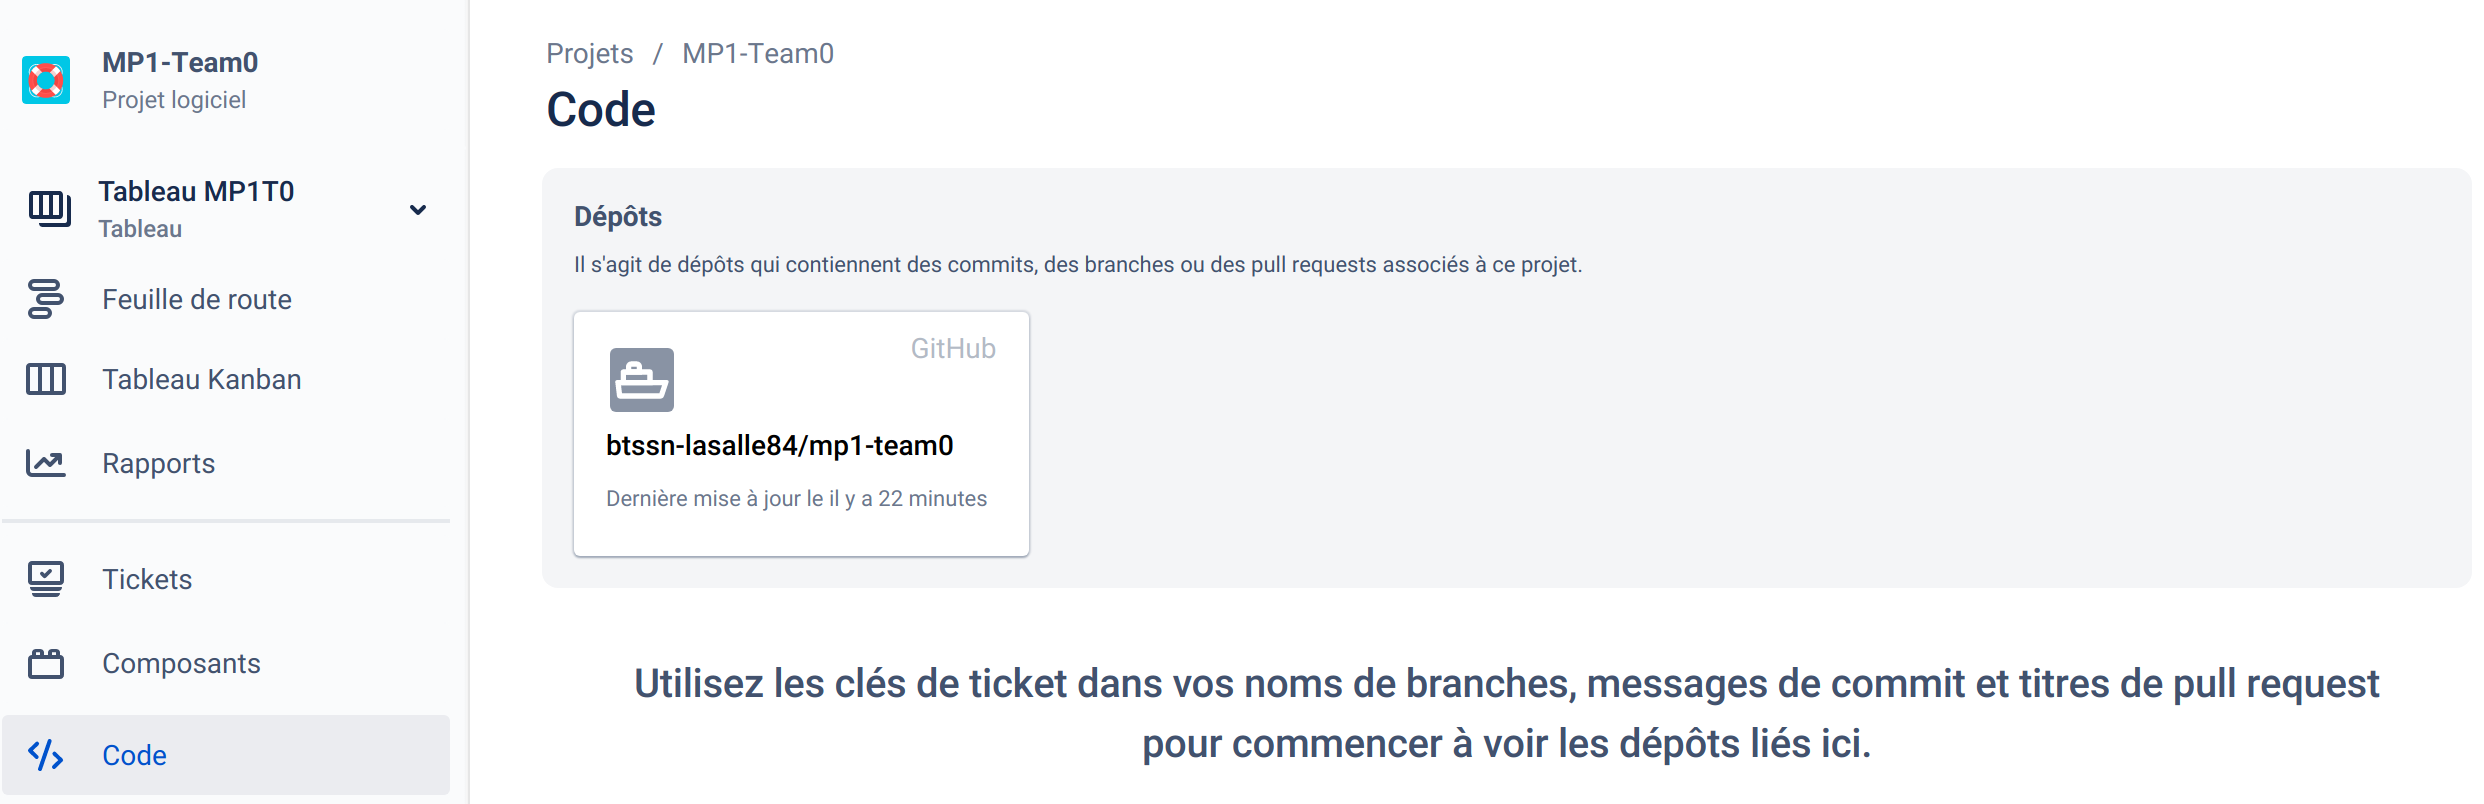 MP1-Team0
Projet logiciel
Tableau MP1T0
Tableau
Feuille de route
Tableau Kanban
Rapports
Tickets
Composants
Code
Projets / MP1-Team0
Code
Dépôts
Il s'agit de dépôts qui contiennent des commits, des branches ou des pull requests associés à ce projet.
GitHub
btssn-lasalle84/mp1-team0
Dernière mise à jour le il y a 22 minutes
Utilisez les clés de ticket dans vos noms de branches, messages de commit et titres de pull request
pour commencer à voir les dépôts liés ici.